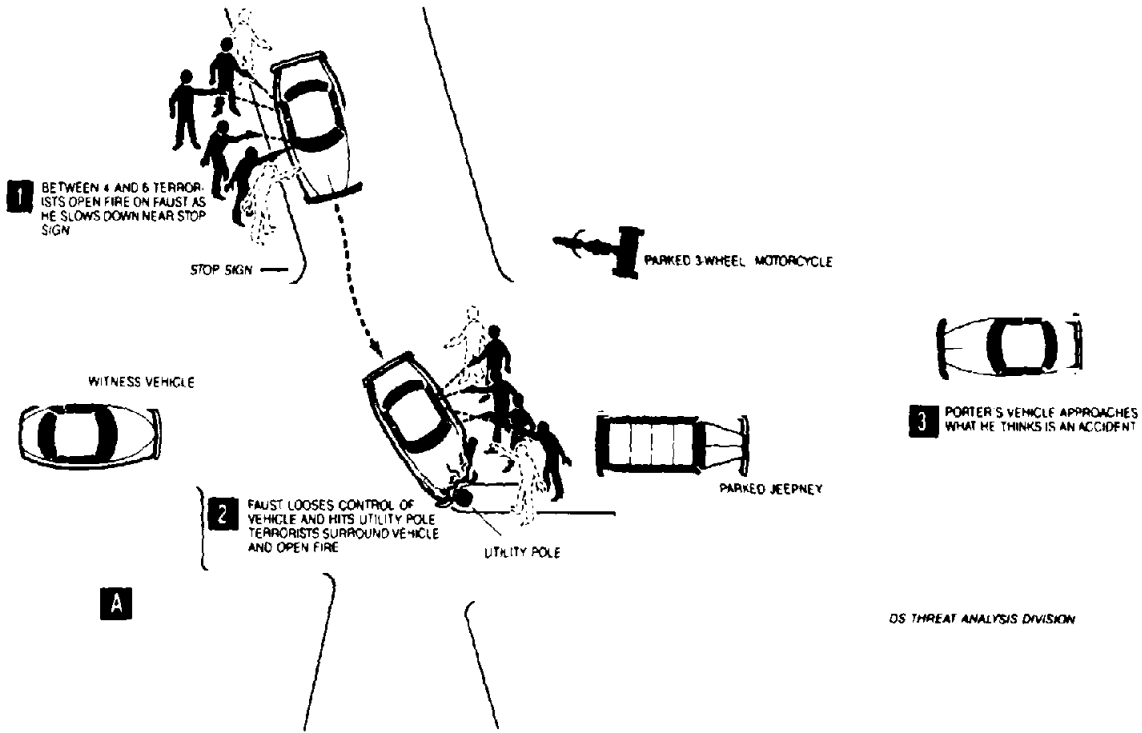 1
BETWEEN 4 AND 6 TERROR-
ISTS OPEN FIRE ON FAUST AS
HE SLOWS DOWN NEAR STOP
SIGN
STOP SIGN
PARKED 3-WHEEL MOTORCYCLE
WITNESS VEHICLE
3
PORTER S VEHICLE APPROACHES
WHAT HE THINKS IS AN ACCIDENT
PARKED JEEPNEY
2
FAUST LOOSES CONTROL OF
VEHICLE AND HITS UTILITY POLE
TERRORISTS SURROUND VEHICLE
AND OPEN FIRE
UTILITY POLE
A
DS THREAT ANALYSIS DIVISION